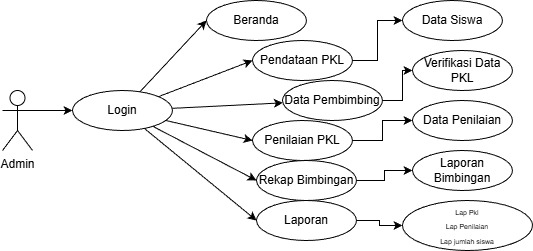 Beranda
Data Siswa
Pendataan PKL
Verifikasi Data
PKL
Login
Data Pembimbing
Data Penilaian
Admin
Penilaian PKL
Rekap Bimbingan
Laporan
Bimbingan
Laporan
Lap Pkl
Lap Penilaian
Lap jumlah siswa